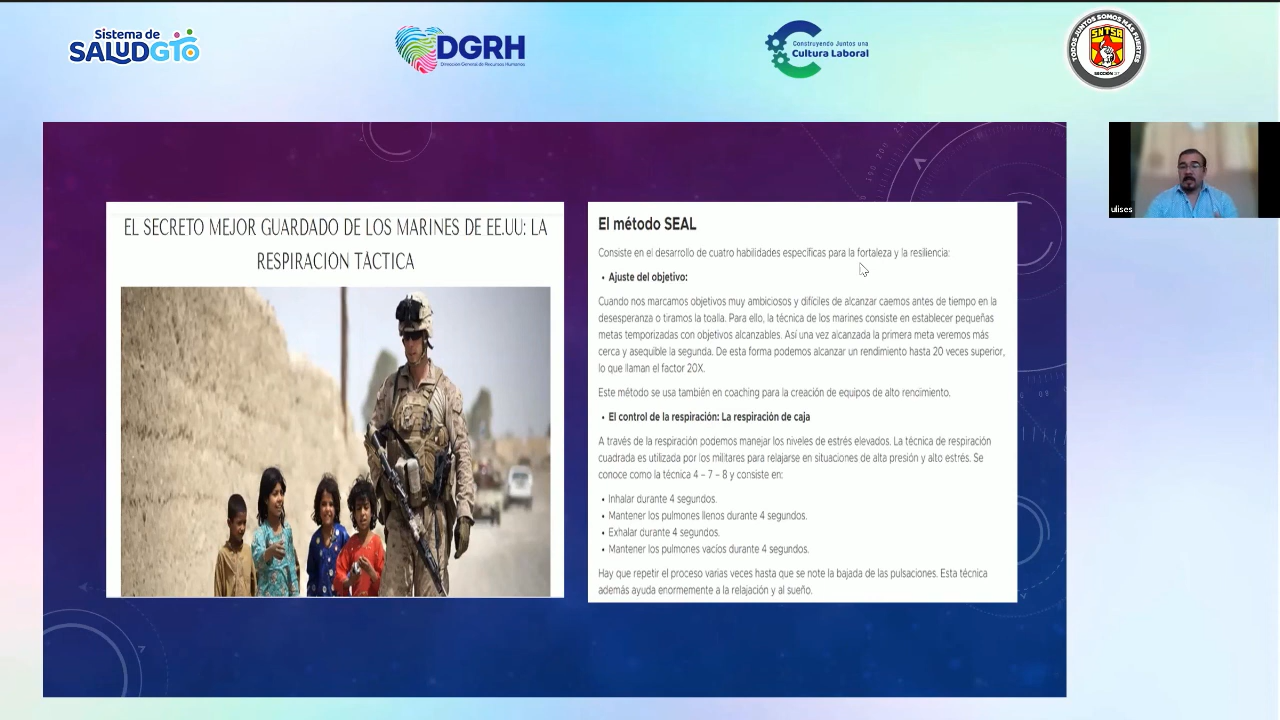 Sistema de
SALUDGTO
DGRH
Dirección General de Recursos Humanos
Construyendo Juntos una
Cultura Laboral
TODOS JUNTOS SOMOS MÁS FUERTES
SNTSA
SECCIÓN 37
EL SECRETO MEJOR GUARDADO DE LOS MARINES DE EE.UU: LA
RESPIRACIÓN TÁCTICA
El método SEAL
Consiste en el desarrollo de cuatro habilidades específicas para la fortaleza y la resiliencia:
• Ajuste del objetivo:
Cuando nos marcamos objetivos muy ambiciosos y difíciles de alcanzar caemos antes de tiempo en la
desesperanza o tiramos la toalla. Para ello, la técnica de los marines consiste en establecer pequeñas
metas temporizadas con objetivos alcanzables. Así una vez alcanzada la primera meta veremos más
cerca y asequible la segunda. De esta forma podemos alcanzar un rendimiento hasta 20 veces superior,
lo que llaman el factor 20X.
Este método se usa también en coaching para la creación de equipos de alto rendimiento.
• El control de la respiración: La respiración de caja
A través de la respiración podemos manejar los niveles de estrés elevados. La técnica de respiración
cuadrada es utilizada por los militares para relajarse en situaciones de alta presión y alto estrés. Se
conoce como la técnica 4 – 7 – 8 y consiste en:
• Inhalar durante 4 segundos.
• Mantener los pulmones llenos durante 4 segundos.
• Exhalar durante 4 segundos.
• Mantener los pulmones vacíos durante 4 segundos.
Hay que repetir el proceso varias veces hasta que se note la bajada de las pulsaciones. Esta técnica
además ayuda enormemente a la relajación y al sueño.
ulises